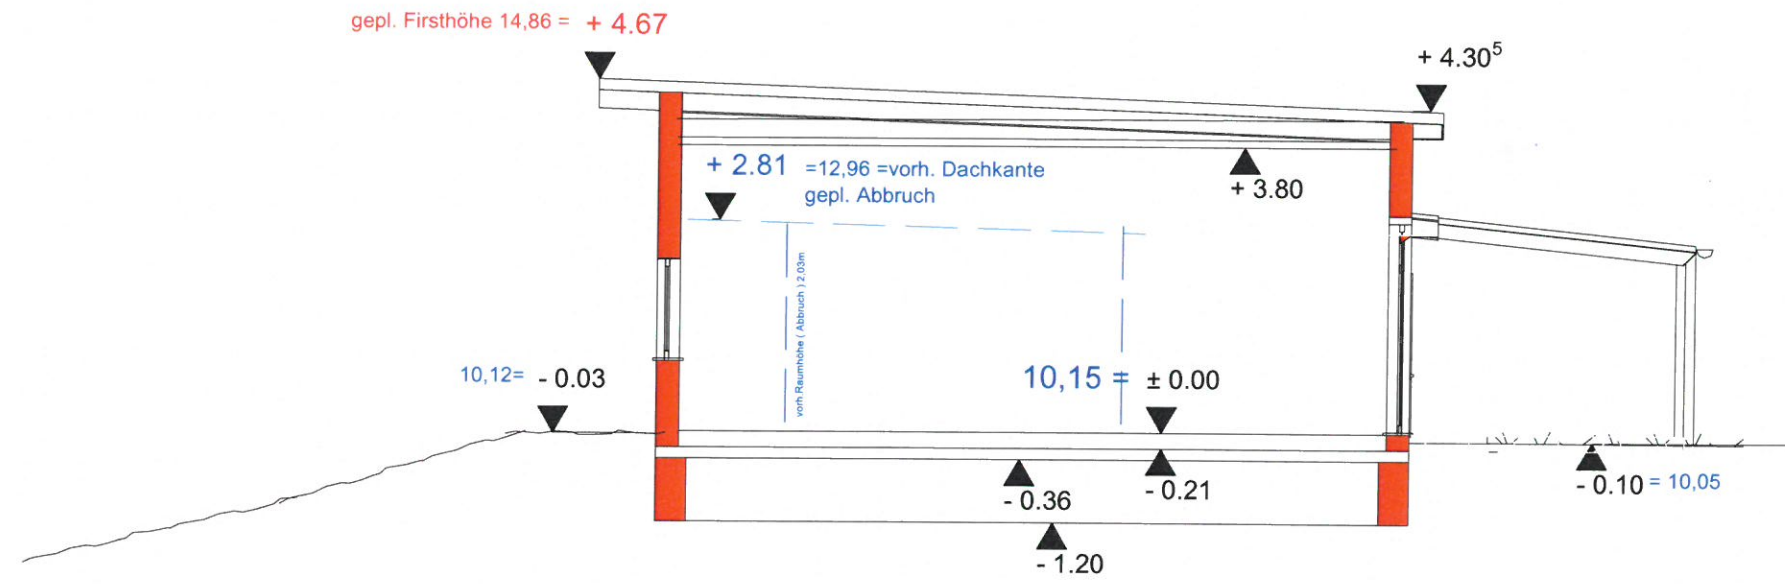 gepl. Firsthöhe 14,86 = + 4.67
+ 4.30⁵
+ 2.81 =12,96 =vorh. Dachkante
gepl. Abbruch
+ 3.80
vorh.Raumhöhe ( Abbruch ) 2.03m
10,12= - 0.03
10,15 = ± 0.00
- 0.36
- 0.21
- 0.10 = 10,05
- 1.20